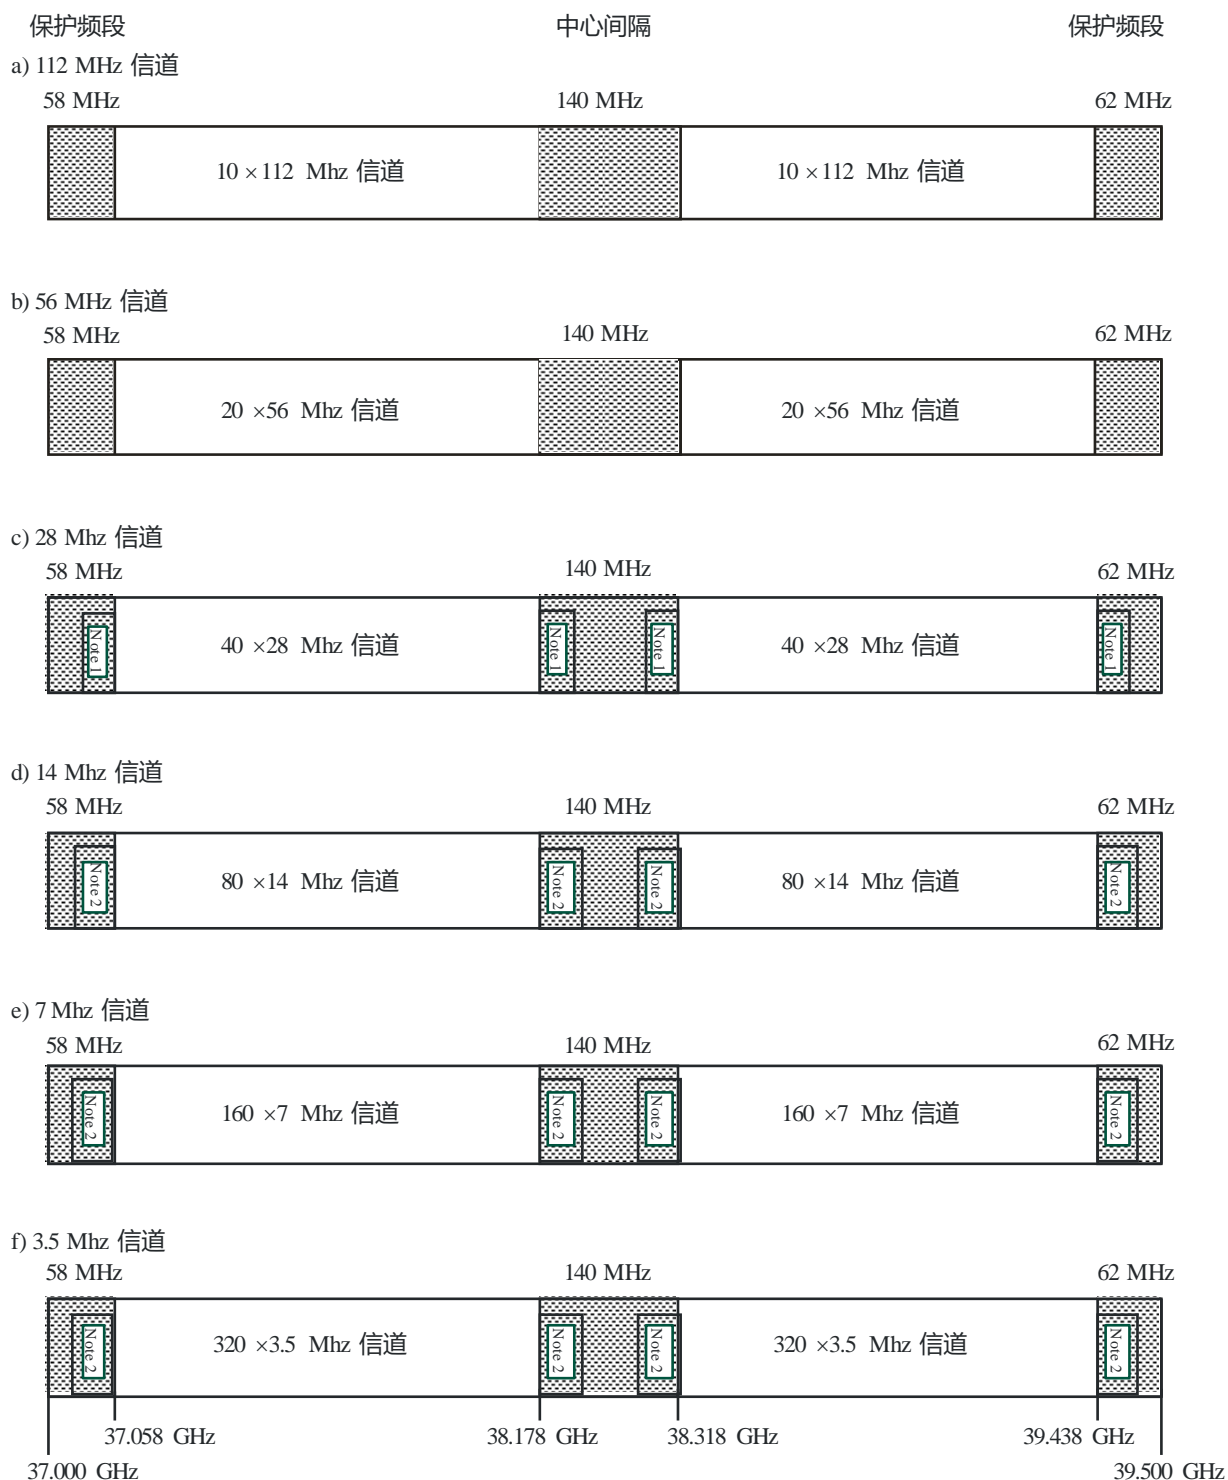 保护频段 中心间隔 保护频段
a) 112 MHz 信道
58 MHz 140 MHz 62 MHz
10 ×112 Mhz 信道 10 ×112 Mhz 信道
b) 56 MHz 信道
58 MHz 140 MHz 62 MHz
20 ×56 Mhz 信道 20 ×56 Mhz 信道
c) 28 Mhz 信道
58 MHz 140 MHz 62 MHz
Note 1 40 ×28 Mhz 信道 Note 1 Note 1 40 ×28 Mhz 信道 Note 1
d) 14 Mhz 信道
58 MHz 140 MHz 62 MHz
Note 2 80 ×14 Mhz 信道 Note 2 Note 2 80 ×14 Mhz 信道 Note 2
e) 7 Mhz 信道
58 MHz 140 MHz 62 MHz
Note 2 160 ×7 Mhz 信道 Note 2 Note 2 160 ×7 Mhz 信道 Note 2
f) 3.5 Mhz 信道
58 MHz 140 MHz 62 MHz
Note 2 320 ×3.5 Mhz 信道 Note 2 Note 2 320 ×3.5 Mhz 信道 Note 2
37.058 GHz 38.178 GHz 38.318 GHz 39.438 GHz
37.000 GHz 39.500 GHz